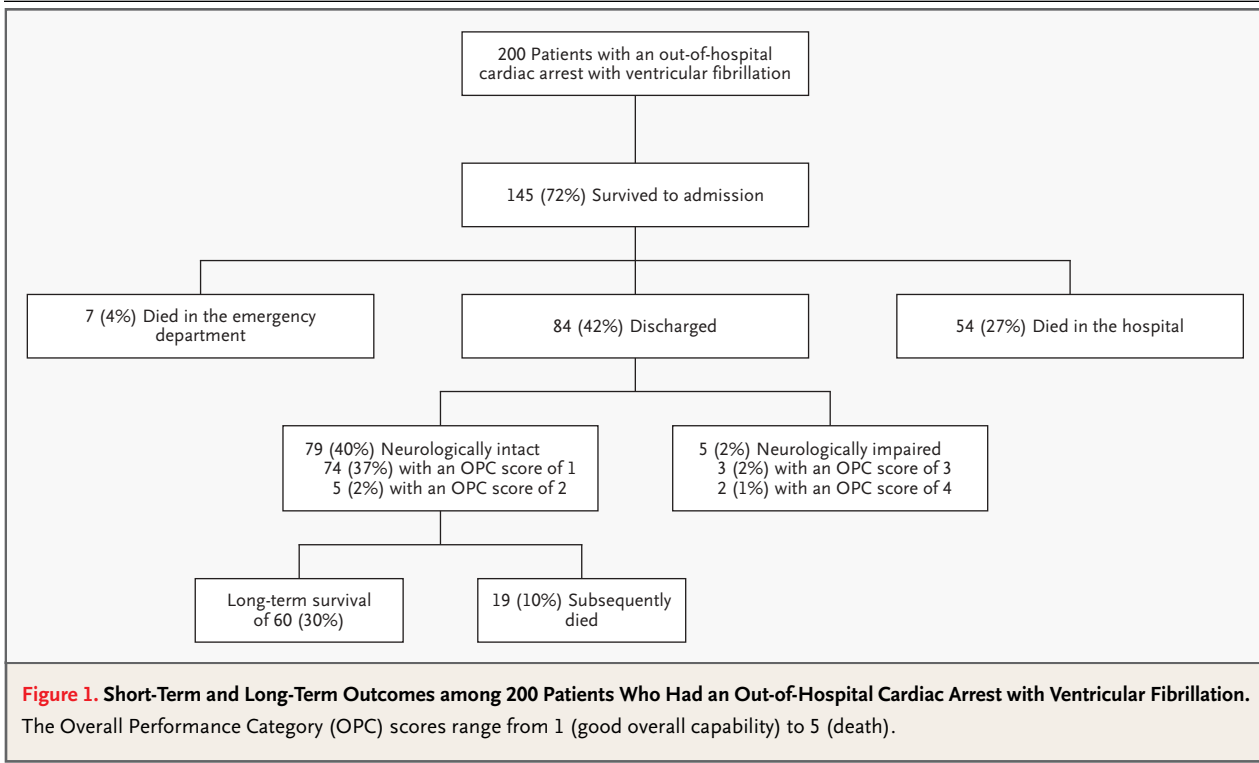 200 Patients with an out-of-hospital
cardiac arrest with ventricular fibrillation
145 (72%) Survived to admission
7 (4%) Died in the emergency
department
84 (42%) Discharged
54 (27%) Died in the hospital
79 (40%) Neurologically intact
74 (37%) with an OPC score of 1
5 (2%) with an OPC score of 2
5 (2%) Neurologically impaired
3 (2%) with an OPC score of 3
2 (1%) with an OPC score of 4
Long-term survival
of 60 (30%)
19 (10%) Subsequently
died
Figure 1. Short-Term and Long-Term Outcomes among 200 Patients Who Had an Out-of-Hospital Cardiac Arrest with Ventricular Fibrillation.
The Overall Performance Category (OPC) scores range from 1 (good overall capability) to 5 (death).